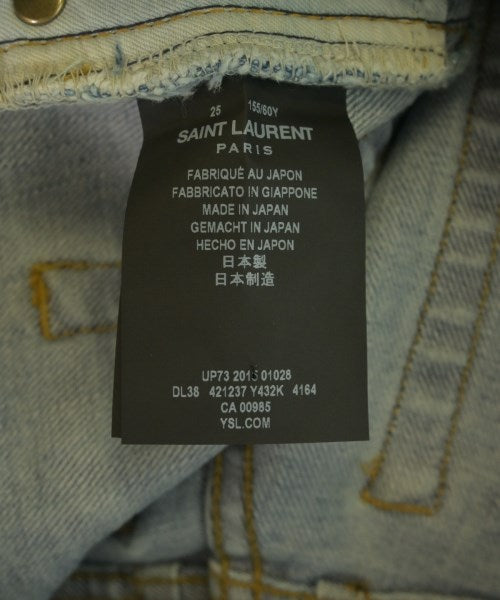 25 155/60Y
SAINT LAURENT
PARIS
FABRIQUÉ AU JAPON
FABBRICATO IN GIAPPONE
MADE IN JAPAN
GEMACHT IN JAPAN
HECHO EN JAPON
日本製
日本制造
UP73 2015 01028
DL38 421237 Y432K 4164
CA 00985
YSL.COM